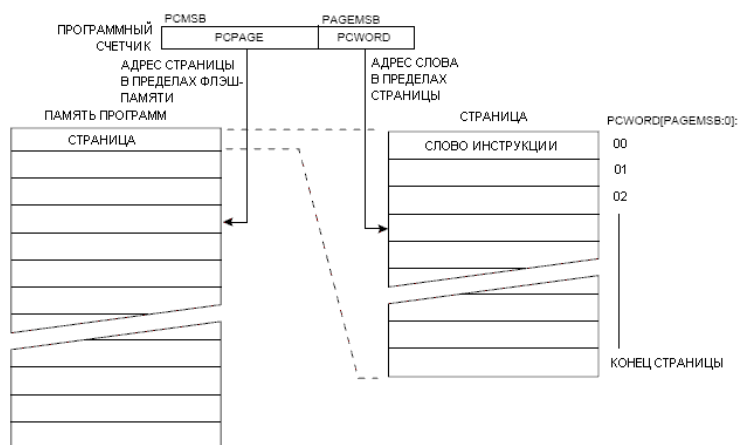 PCMSB
PAGEMSB
ПРОГРАММНЫЙ
СЧЕТЧИК
PCPAGE
PCWORD
АДРЕС СТРАНИЦЫ
В ПРЕДЕЛАХ ФЛЭШ-
ПАМЯТИ
АДРЕС СЛОВА
В ПРЕДЕЛАХ
СТРАНИЦЫ
ПАМЯТЬ ПРОГРАММ
СТРАНИЦА
PCWORD[PAGEMSB:0]:
СТРАНИЦА
СЛОВО ИНСТРУКЦИИ
00
01
02
КОНЕЦ СТРАНИЦЫ